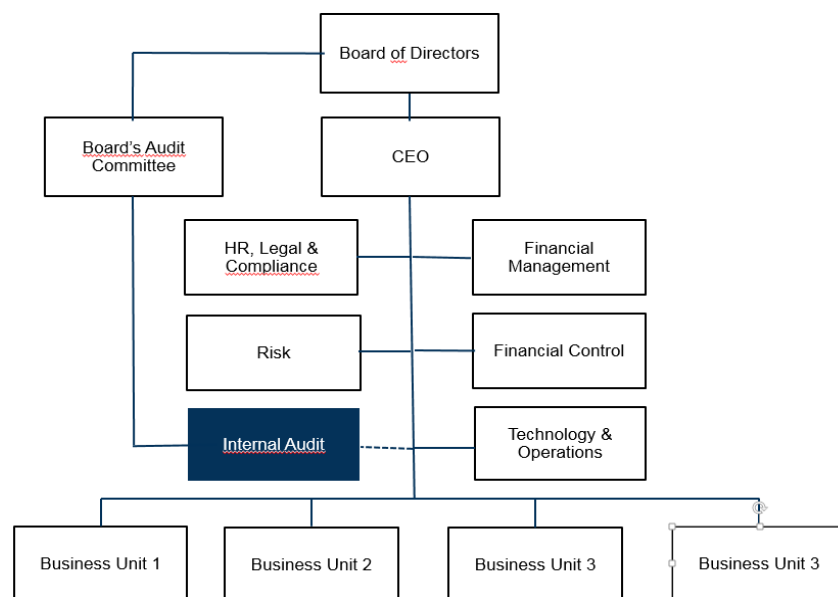 Board of Directors
Board's Audit
Committee
CEO
HR, Legal &
Compliance
Financial
Management
Risk
Financial Control
Internal Audit
Technology &
Operations
Business Unit 1
Business Unit 2
Business Unit 3
Business Unit 3